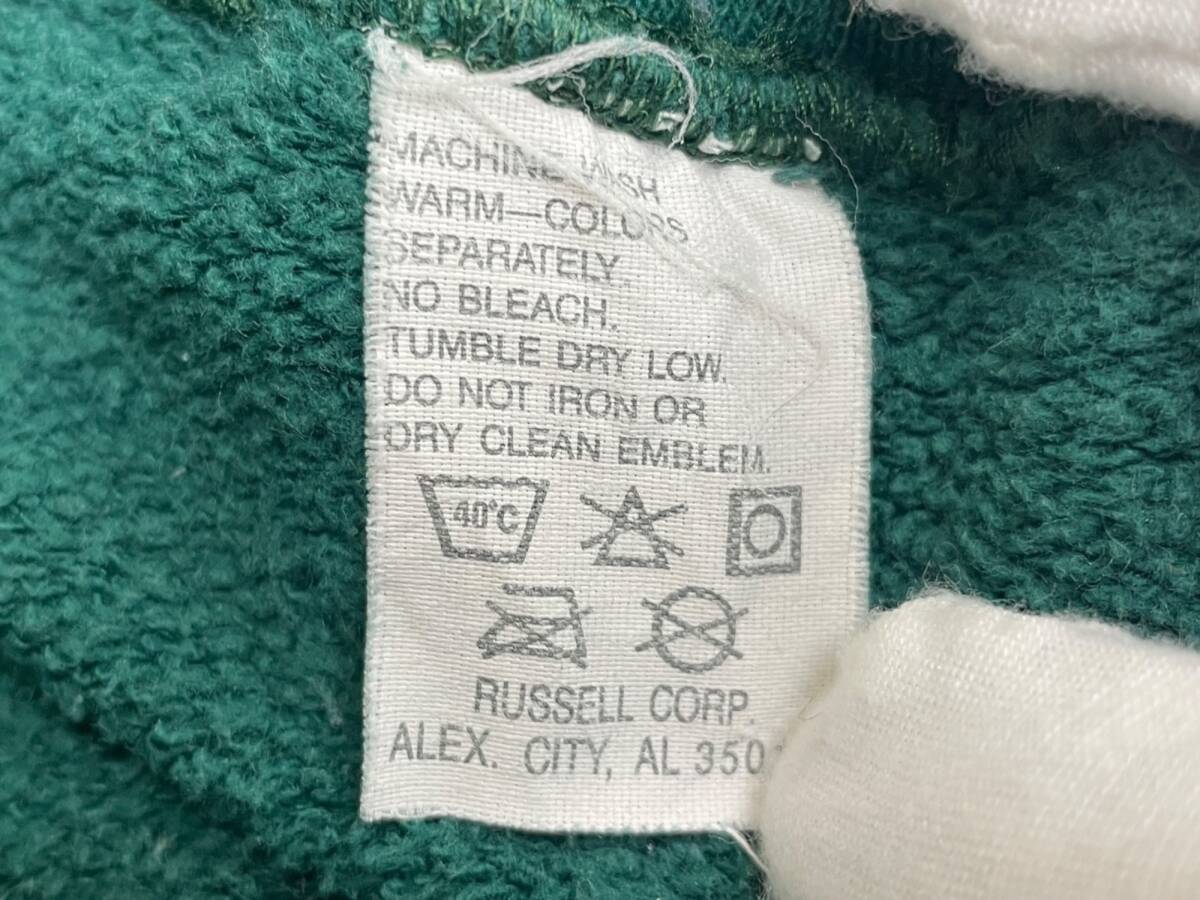 MACHINE WASH
WARM—COLORS
SEPARATELY.
NO BLEACH.
TUMBLE DRY LOW.
DO NOT IRON OR
DRY CLEAN EMBLEM.
40°C
RUSSELL CORP.
ALEX. CITY, AL 350